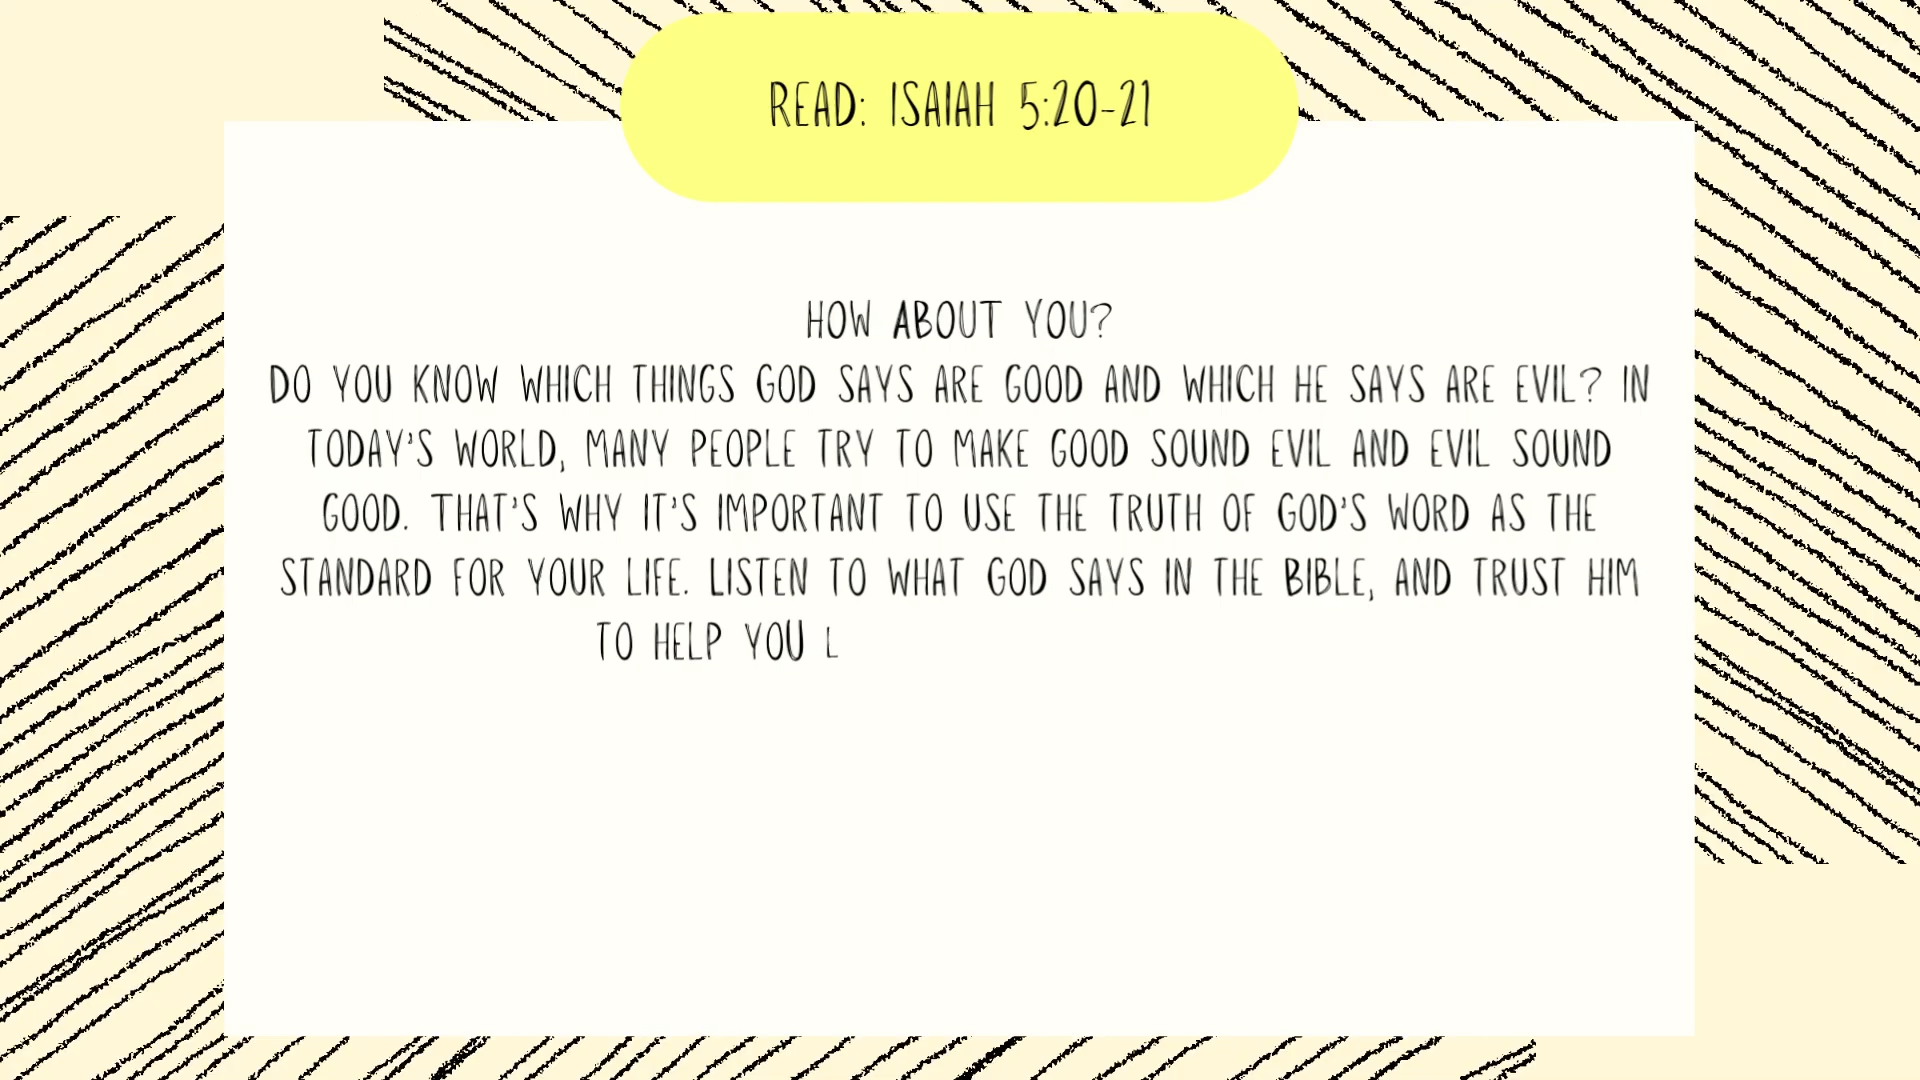 READ: ISAIAH 5:20-21
HOW ABOUT YOU?
DO YOU KNOW WHICH THINGS GOD SAYS ARE GOOD AND WHICH HE SAYS ARE EVIL? IN
TODAY'S WORLD, MANY PEOPLE TRY TO MAKE GOOD SOUND EVIL AND EVIL SOUND
GOOD. THAT'S WHY IT'S IMPORTANT TO USE THE TRUTH OF GOD'S WORD AS THE
STANDARD FOR YOUR LIFE. LISTEN TO WHAT GOD SAYS IN THE BIBLE, AND TRUST HIM
TO HELP YOU L